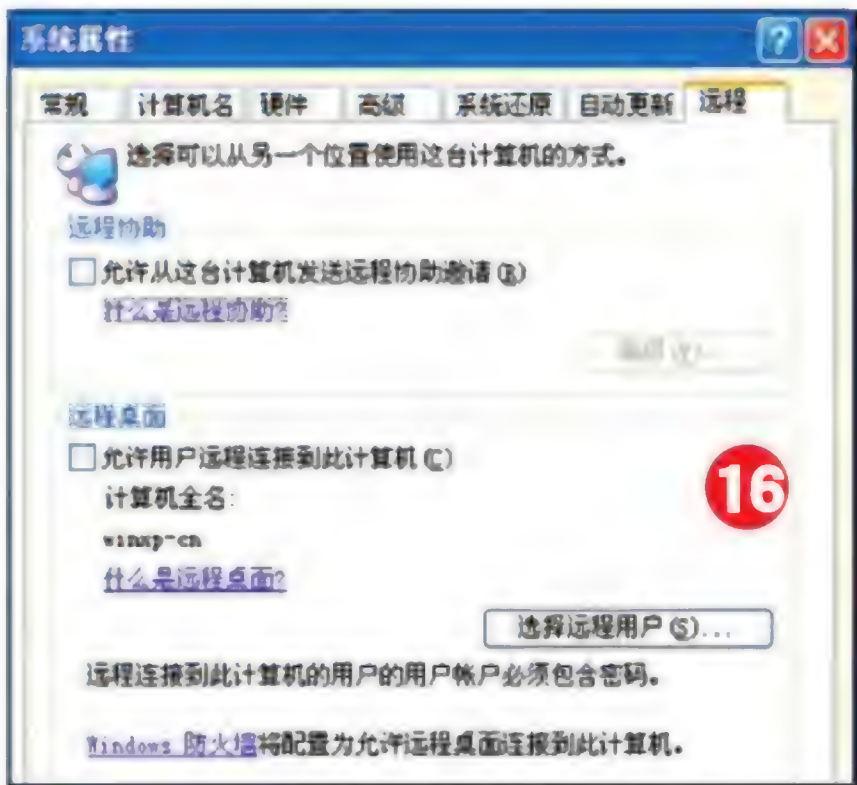 系统属性
常规 计算机名 硬件 高级 系统还原 自动更新 远程
选择可以从另一个位置使用这台计算机的方式。
远程协助
允许从这台计算机发送远程协助邀请(R)
什么是远程协助?
远程桌面
允许用户远程连接到此计算机(C)
16
计算机全名:
winxp-cn
什么是远程桌面?
选择远程用户(S)...
远程连接到此计算机的用户的用户帐户必须包含密码。
Windows 防火墙将配置为允许远程桌面连接到此计算机。